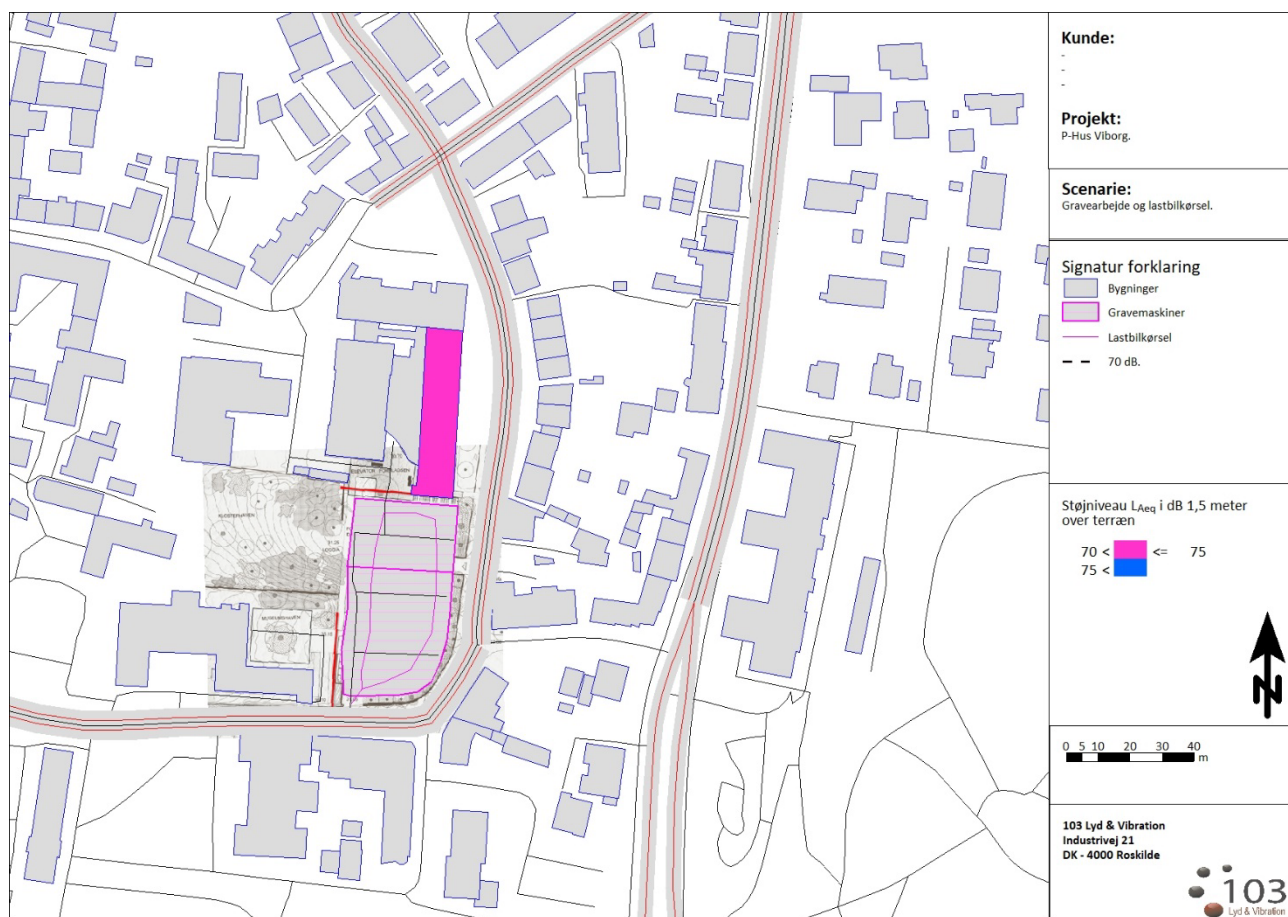 Kunde:
-
-
-
Projekt:
P-Hus Viborg.
Scenarie:
Gravearbejde og lastbilkørsel.
Signatur forklaring
Bygninger
Gravemaskiner
Lastbilkørsel
70 dB.
Støjniveau LAeq i dB 1,5 meter
over terræn
70 < <= 75
75 <
N
0 5 10 20 30 40
m
103 Lyd & Vibration
Industrivej 21
DK - 4000 Roskilde
103
Lyd & Vibration
KLOSTERHAVEN
MUSEUMSHAVEN